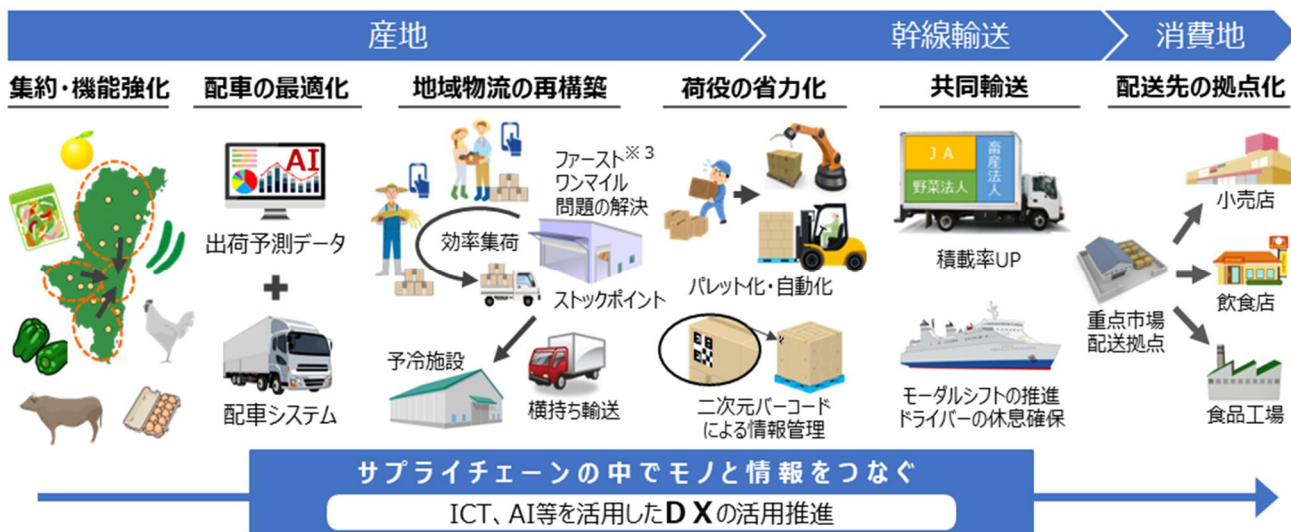 産地
幹線輸送
消費地
集約・機能強化
配車の最適化
AI
出荷予測データ
+
配車システム
地域物流の再構築
ファースト※3
ワンマイル
問題の解決
効率集荷
ストックポイント
予冷施設
横持ち輸送
荷役の省力化
パレット化・自動化
二次元バーコード
による情報管理
共同輸送
JA
野菜法人
畜産法人
積載率UP
モーダルシフトの推進
ドライバーの休息確保
配送先の拠点化
小売店
飲食店
重点市場
配送拠点
食品工場
サプライチェーンの中でモノと情報をつなぐ
ICT、AI等を活用したDXの活用推進